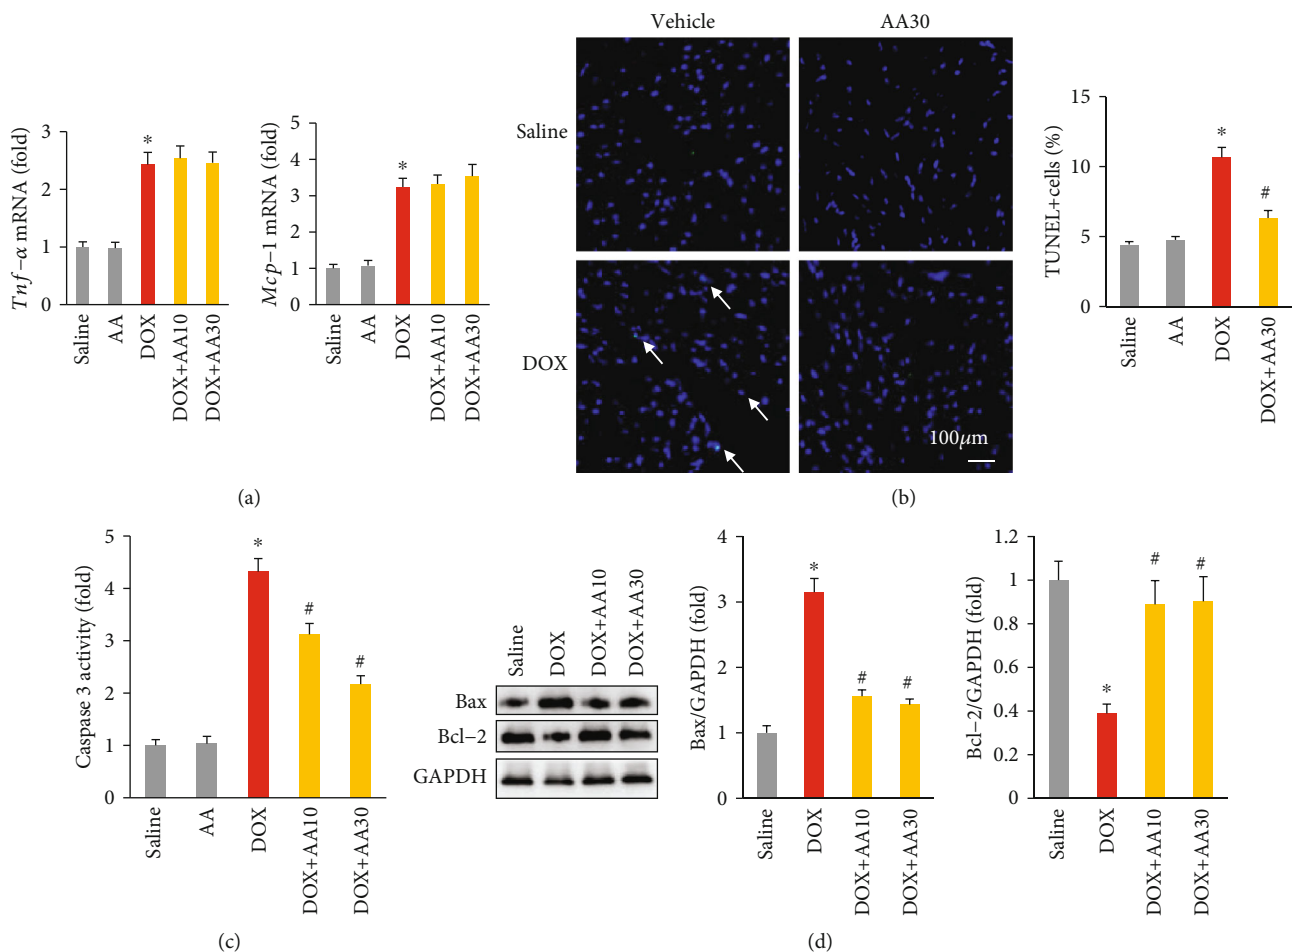 Tnf−α mRNA (fold)
3
2
1
0
*
Saline
AA
DOX
DOX+AA10
DOX+AA30
Mcp−1 mRNA (fold)
5
4
3
2
1
0
*
Saline
AA
DOX
DOX+AA10
DOX+AA30
(a)
Vehicle
AA30
Saline
DOX
100μm
TUNEL+cells (%)
15
10
5
0
*
#
Saline
AA
DOX
DOX+AA30
(b)
Caspase 3 activity (fold)
5
4
3
2
1
0
*
#
#
Saline
AA
DOX
DOX+AA10
DOX+AA30
(c)
Saline
DOX
DOX+AA10
DOX+AA30
Bax
Bcl−2
GAPDH
Bax/GAPDH (fold)
4
3
2
1
0
*
#
#
Saline
DOX
DOX+AA10
DOX+AA30
Bcl−2/GAPDH (fold)
1.2
1
0.8
0.6
0.4
0.2
0
*
#
#
Saline
DOX
DOX+AA10
DOX+AA30
(d)